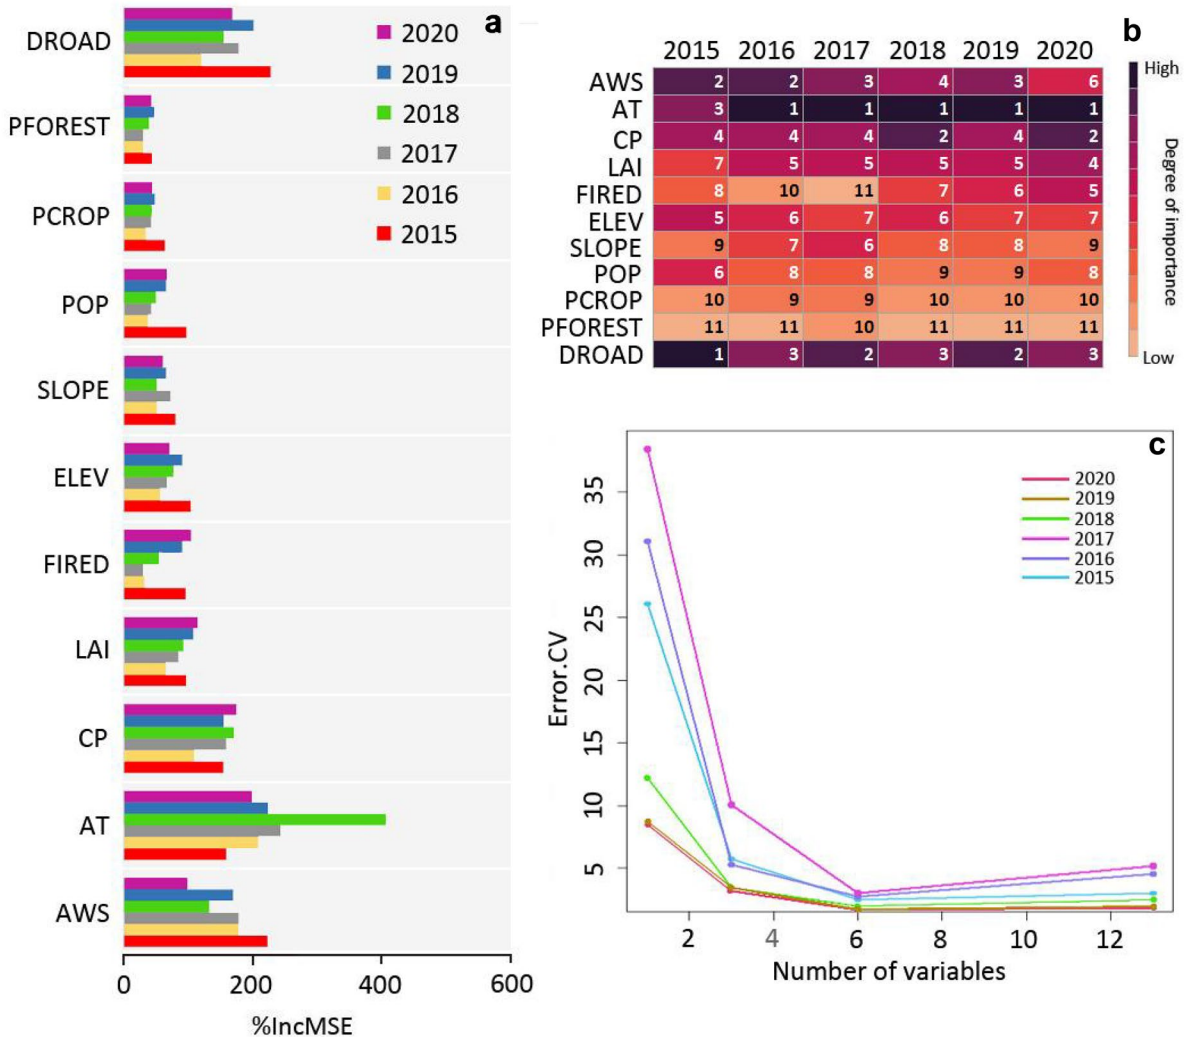 a
DROAD
PFOREST
PCROP
POP
SLOPE
ELEV
FIRED
LAI
CP
AT
AWS
2020
2019
2018
2017
2016
2015
0 200 400 600
%IncMSE
b
2015 2016 2017 2018 2019 2020
AWS 2 2 3 4 3 6
AT 3 1 1 1 1 1
CP 4 4 4 2 4 2
LAI 7 5 5 5 5 4
FIRED 8 10 11 7 6 5
ELEV 5 6 7 6 7 7
SLOPE 9 7 6 8 8 9
POP 6 8 8 9 9 8
PCROP 10 9 9 10 10 10
PFOREST 11 11 10 11 11 11
DROAD 1 3 2 3 2 3
High
Degree of importance
Low
c
2020
2019
2018
2017
2016
2015
Error.CV
35
30
25
20
15
10
5
2 4 6 8 10 12
Number of variables